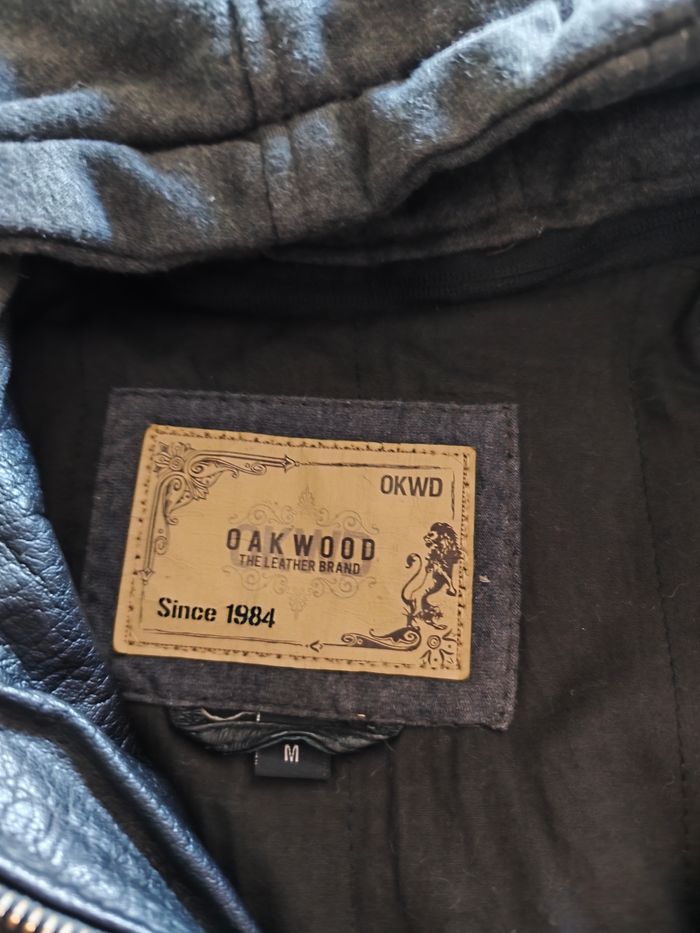 OKWD
OAKWOOD
THE LEATHER BRAND
Since 1984
M